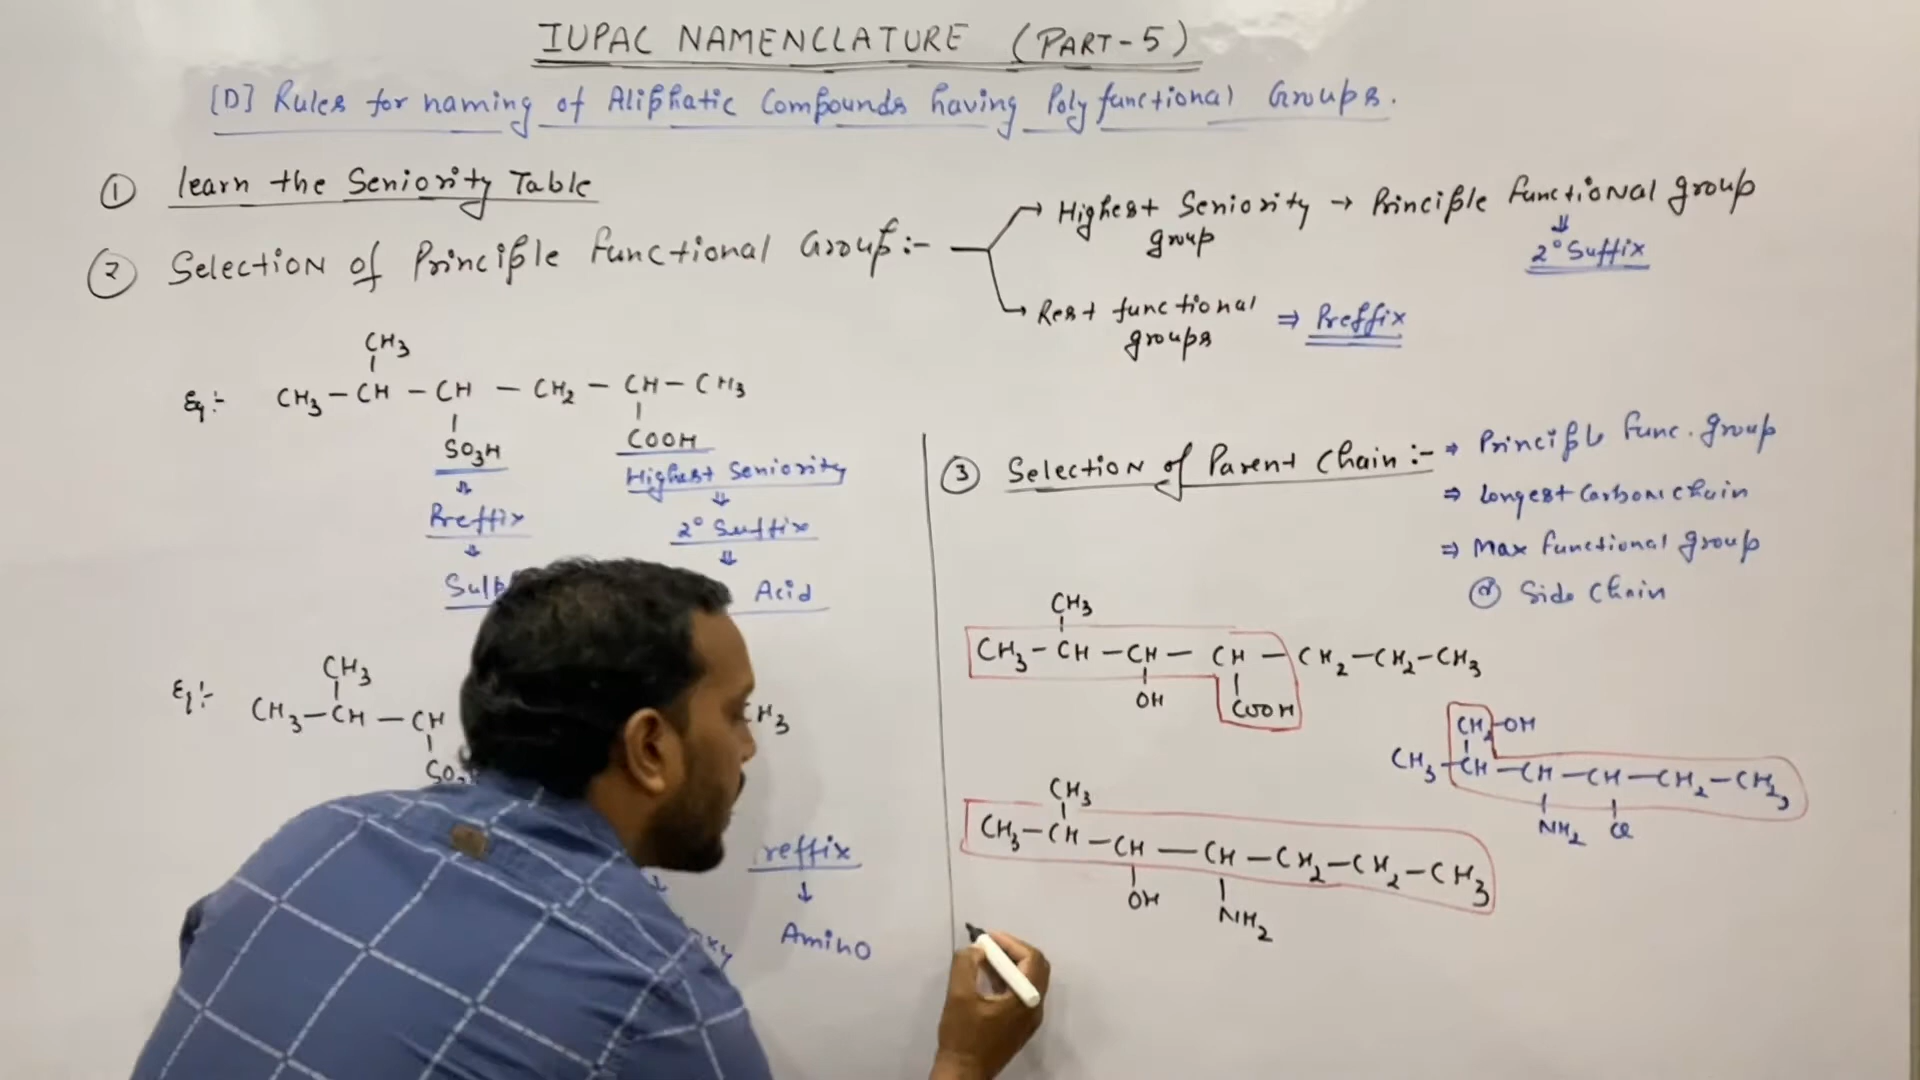 IUPAC NAMENCLATURE (PART-5)
[D] Rules for naming of Aliphatic Compounds having Poly functional Groups.
① learn the Seniority Table
② Selection of Principle functional Group:-
→ Highest Seniority group → Principle functional group
⇓
2° Suffix
→ Rest functional groups ⇒ Preffix
CH3
Eg:- CH3 — CH — CH — CH2 — CH — CH3
SO3H COOH
⇓ Highest Seniority
Preffix ⇓
⇓ 2° Suffix
⇓
Acid
CH3
Eg:- CH3 — CH — CH
CH3
reffix
↓
Amino
③ Selection of Parent Chain:- ⇒ Principle func. group
⇒ longest Carbon chain
⇒ Max functional group
@ Side Chain
CH3
CH3 — CH — CH — CH — CH2 — CH2 — CH3
OH COOH
CH2 — OH
CH3 — CH — CH — CH — CH2 — CH3
NH2 Cl
CH3
CH3 — CH — CH — CH — CH2 — CH2 — CH3
OH NH2